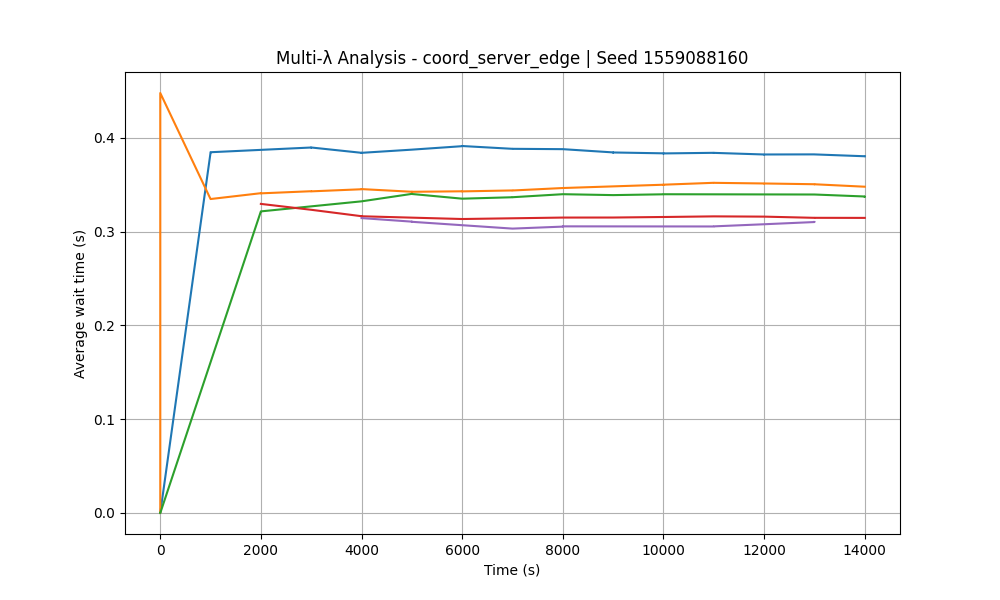 Multi-λ Analysis - coord_server_edge | Seed 1559088160
Average wait time (s)
0.4
0.3
0.2
0.1
0.0
0 2000 4000 6000 8000 10000 12000 14000
Time (s)